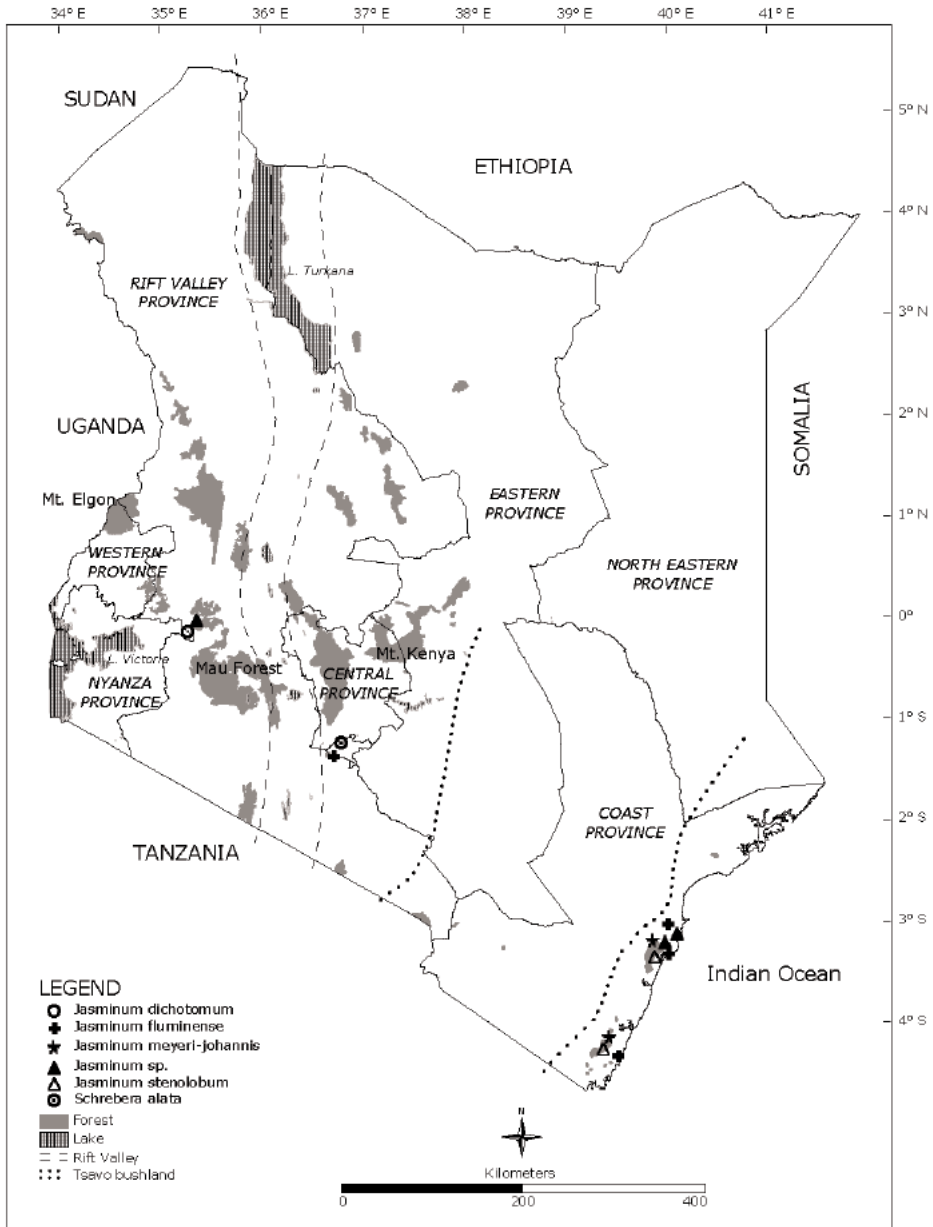 34° E 35° E 36° E 37° E 38° E 39° E 40° E 41° E
SUDAN
5° N
ETHIOPIA
4° N
L. Turkana
RIFT VALLEY
PROVINCE
3° N
UGANDA
2° N
SOMALIA
Mt. Elgon
EASTERN
PROVINCE
1° N
WESTERN
PROVINCE
NORTH EASTERN
PROVINCE
0°
L. Victoria
Mau Forest
Mt. Kenya
NYANZA
PROVINCE
CENTRAL
PROVINCE
1° S
COAST
PROVINCE
2° S
TANZANIA
3° S
Indian Ocean
4° S
LEGEND
Jasminum dichotomum
Jasminum fluminense
Jasminum meyeri-johannis
Jasminum sp.
Jasminum stenolobum
Schrebera alata
Forest
Lake
Rift Valley
Tsavo bushland
N
Kilometers
0 200 400